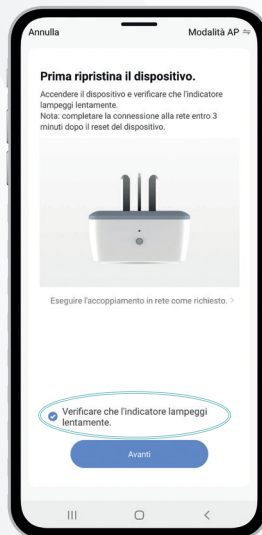 Annulla
Modalità AP
Prima ripristina il dispositivo.
Accendere il dispositivo e verificare che l'indicatore
lampeggi lentamente.
Nota: completare la connessione alla rete entro 3
minuti dopo il reset del dispositivo.
Eseguire l'accoppiamento in rete come richiesto.
Verificare che l'indicatore lampeggi
lentamente.
Avanti